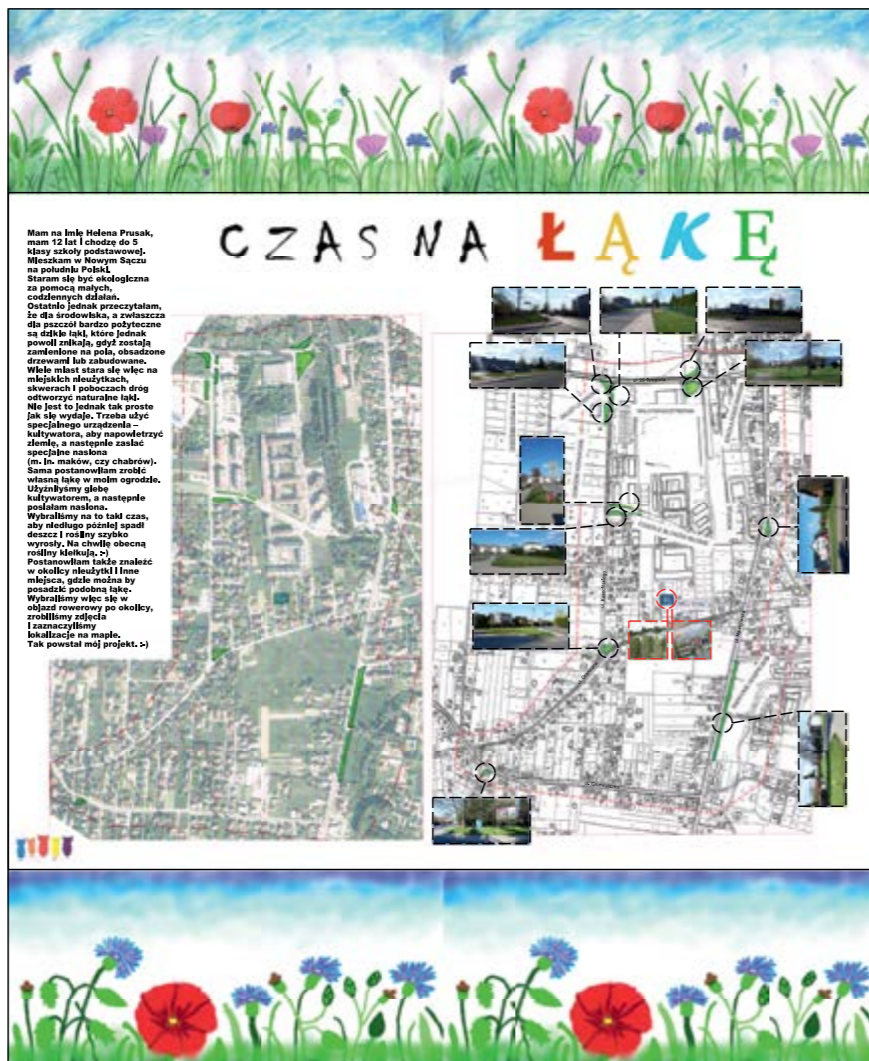 CZAS NA ŁĄKĘ
Mam na imię Helena Prusak,
mam 12 lat i chodzę do 5
klasy szkoły podstawowej.
Mieszkam w Nowym Sączu
na południu Polski.
Staram się być ekologiczna
za pomocą małych,
codziennych działań.
Ostatnio jednak przeczytałam,
że dla środowiska, a zwłaszcza
dla pszczół bardzo pożyteczne
są dzikie łąki, które jednak
powoli znikają, gdyż zostają
zamienione na pola, obsadzone
drzewami lub zabudowane.
Wiele miast stara się więc na
miejskich nieużytkach,
skwerach i poboczach dróg
odtworzyć naturalne łąki.
Nie jest to jednak tak proste
jak się wydaje. Trzeba użyć
specjalnego urządzenia –
kultywatora, aby napowietrzyć
ziemię, a następnie zasiać
specjalne nasiona
(m. in. maków, czy chabrów).
Sama postanowiłam zrobić
własną łąkę w moim ogrodzie.
Użyźniłyśmy glebę
kultywatorem, a następnie
posiałam nasiona.
Wybrałiśmy na to taki czas,
aby niedługo później spadł
deszcz i rośliny szybko
wyrosły. Na chwilę obecną
rośliny kiełkują. :-)
Postanowiłam także znaleźć
w okolicy nieużytki i inne
miejsca, gdzie można by
posadzić podobną łąkę.
Wybraliśmy więc się w
objazd rowerowy po okolicy,
zrobiliśmy zdjęcia
i zaznaczyliśmy
lokalizacje na mapie.
Tak powstał mój projekt. :-)